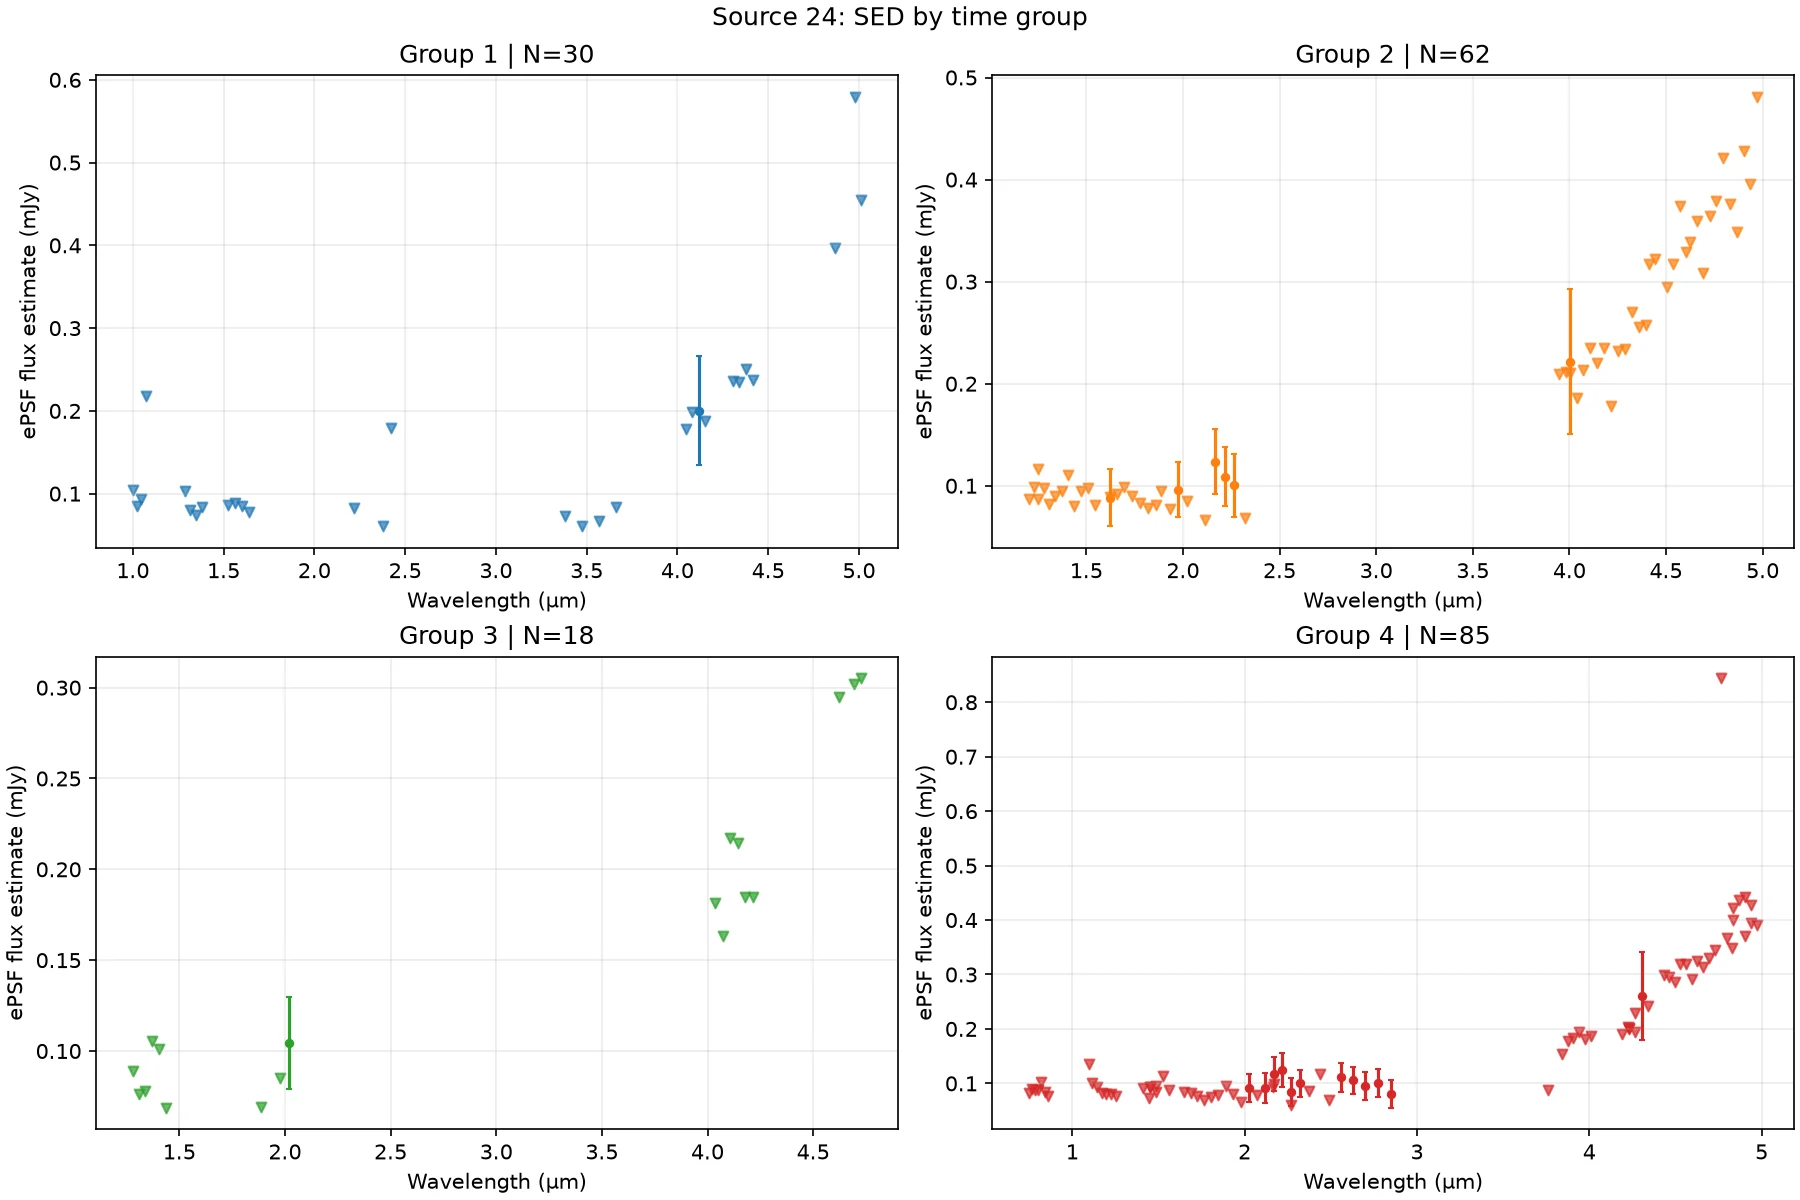 Source 24: SED by time group
Group 1 | N=30
ePSF flux estimate (mJy)
0.6
0.5
0.4
0.3
0.2
0.1
1.0 1.5 2.0 2.5 3.0 3.5 4.0 4.5 5.0
Wavelength (µm)
Group 2 | N=62
ePSF flux estimate (mJy)
0.5
0.4
0.3
0.2
0.1
1.5 2.0 2.5 3.0 3.5 4.0 4.5 5.0
Wavelength (µm)
Group 3 | N=18
ePSF flux estimate (mJy)
0.30
0.25
0.20
0.15
0.10
1.5 2.0 2.5 3.0 3.5 4.0 4.5
Wavelength (µm)
Group 4 | N=85
ePSF flux estimate (mJy)
0.8
0.7
0.6
0.5
0.4
0.3
0.2
0.1
1 2 3 4 5
Wavelength (µm)